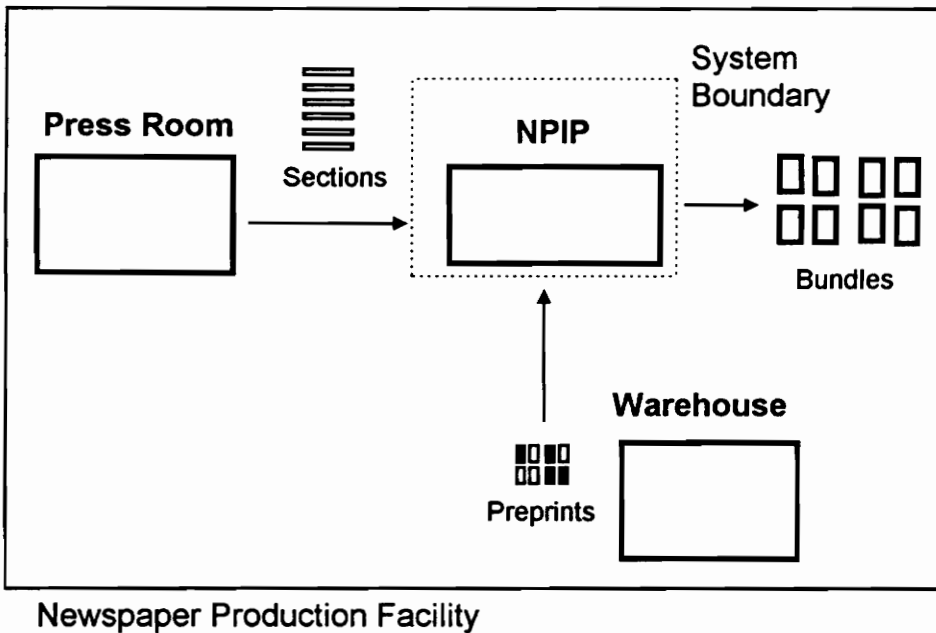 System
Boundary
Press Room
NPIP
Sections
Bundles
Warehouse
Preprints
Newspaper Production Facility